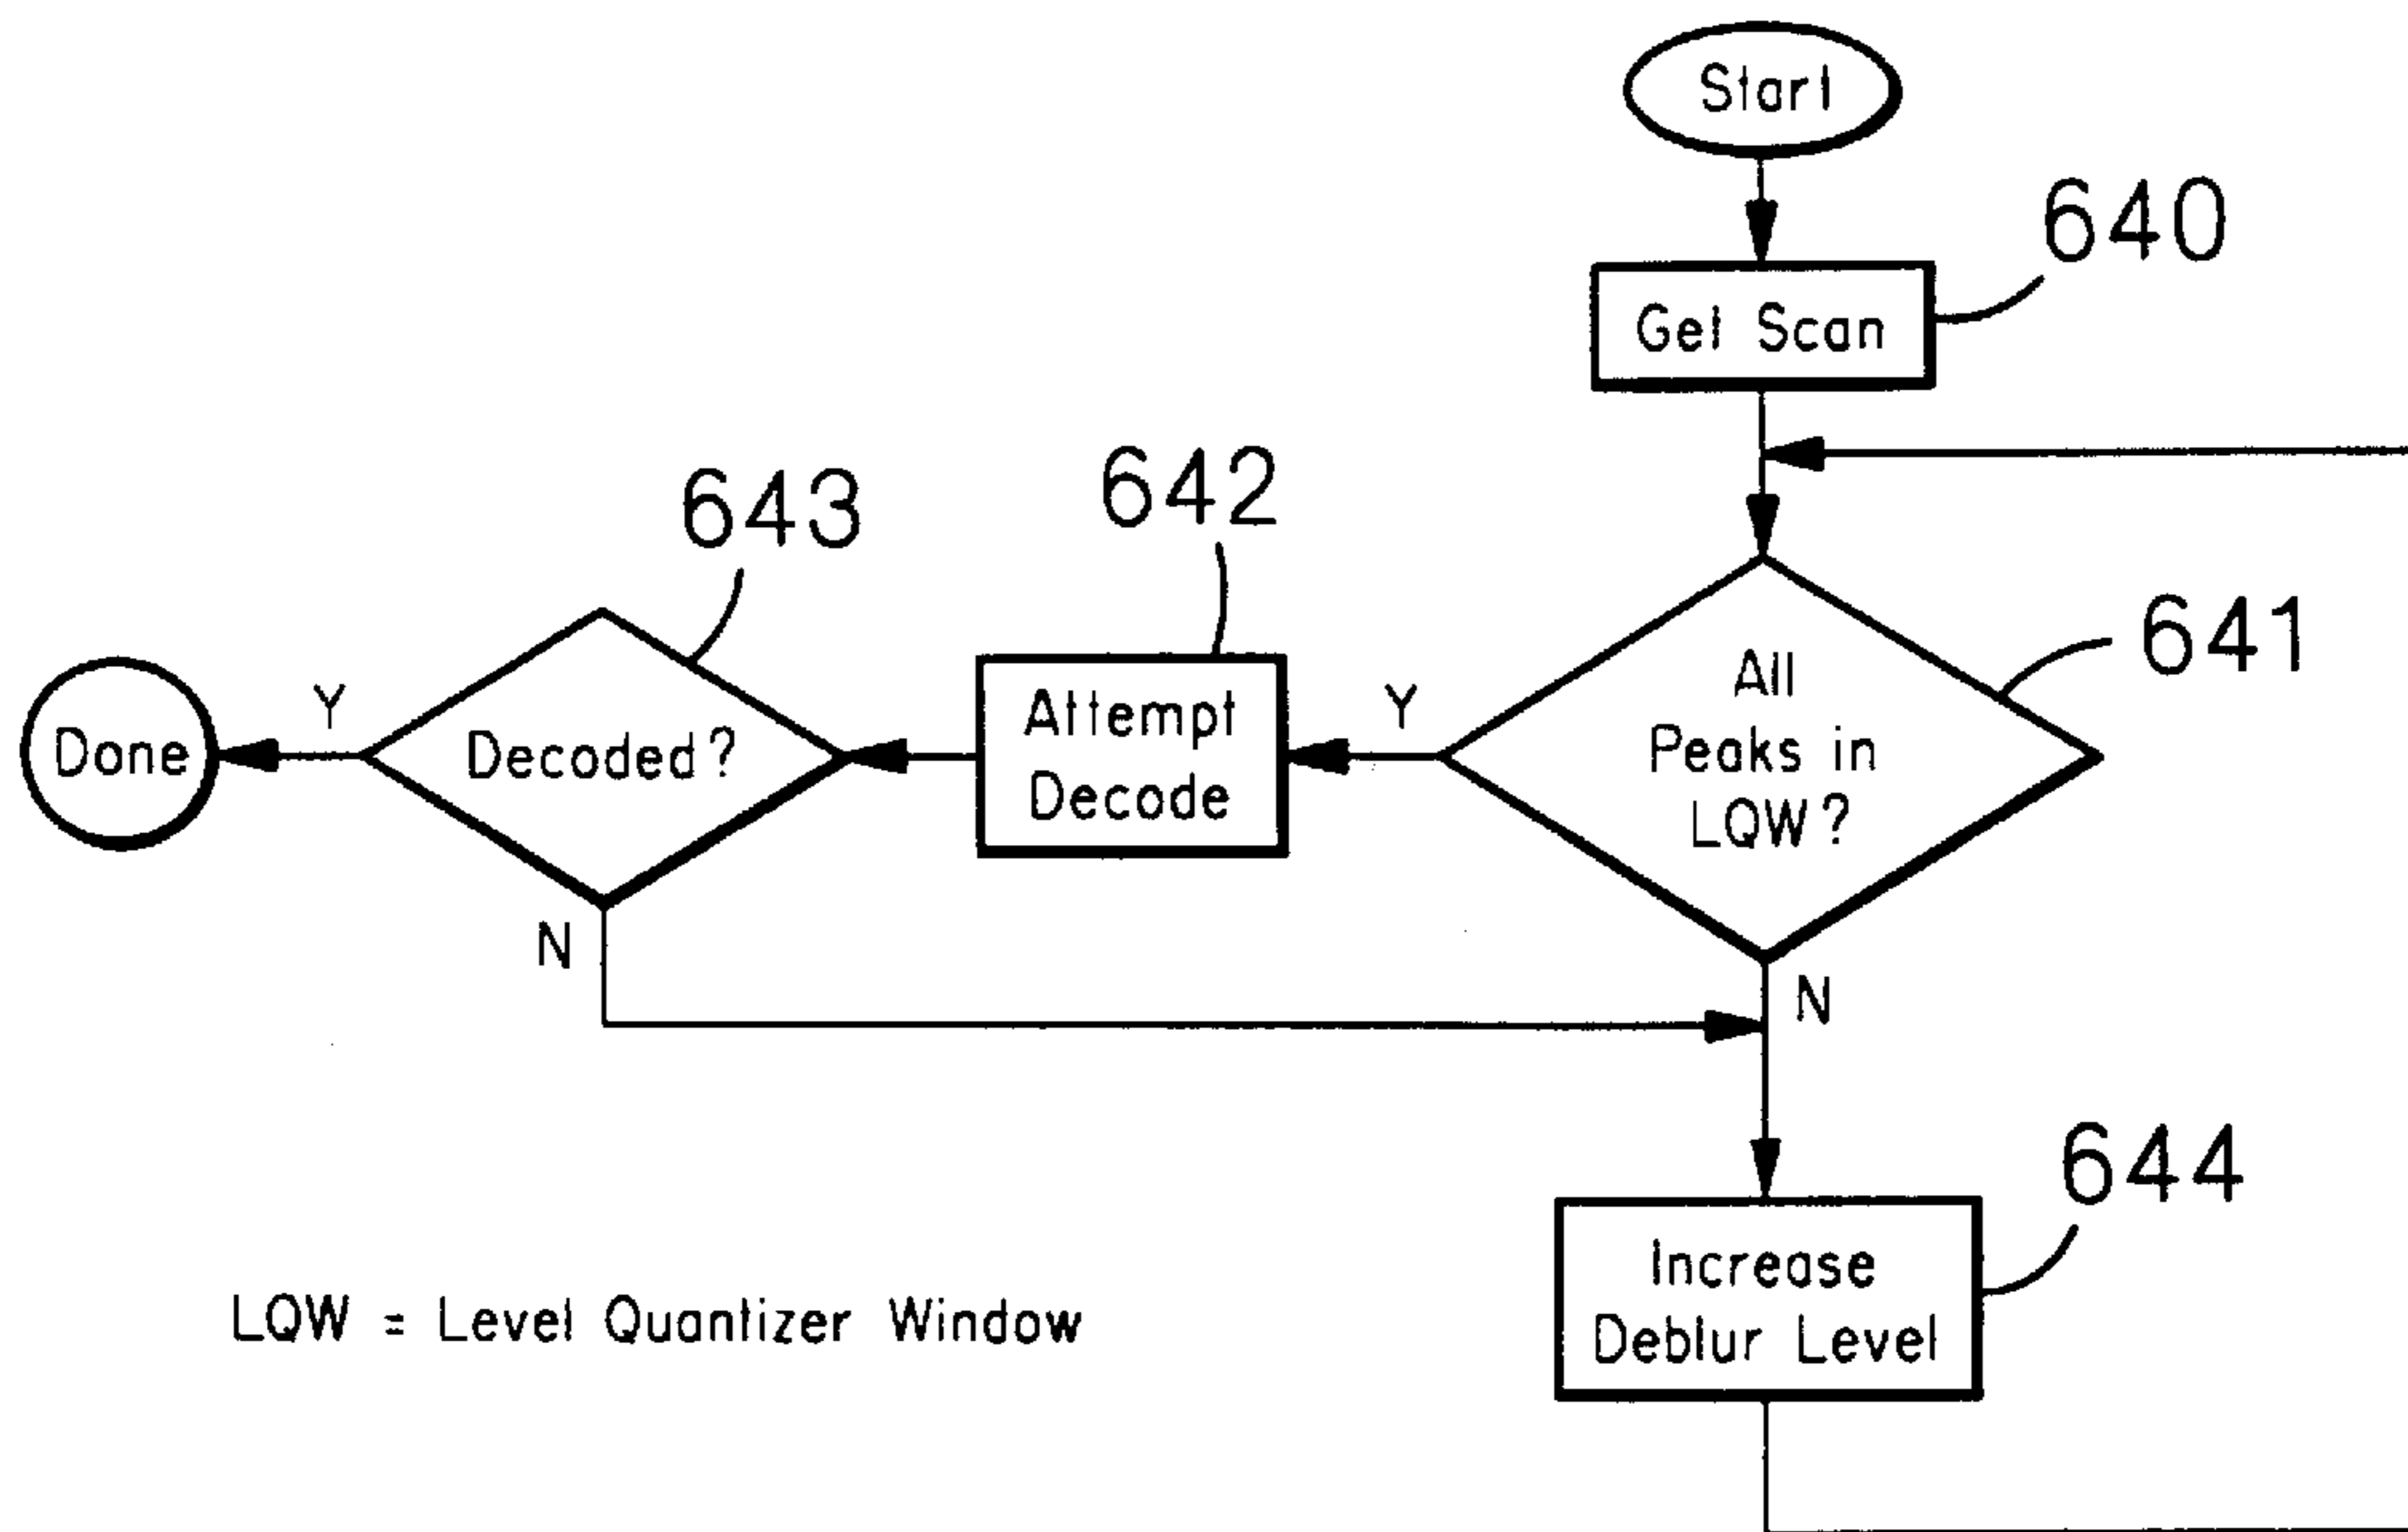 Start
640
Get Scan
643
642
641
All
Peaks in
LQW?
Y
Attempt
Decode
Decoded?
Y
Done
N
N
644
Increase
Deblur Level
LQW = Level Quantizer Window